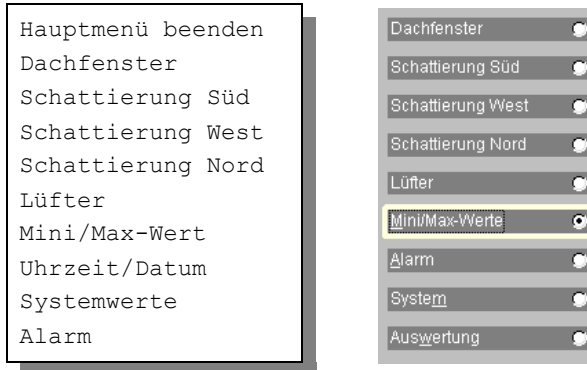 Hauptmenü beenden
Dachfenster
Schattierung Süd
Schattierung West
Schattierung Nord
Lüfter
Mini/Max-Wert
Uhrzeit/Datum
Systemwerte
Alarm
Dachfenster
Schattierung Süd
Schattierung West
Schattierung Nord
Lüfter
Mini/Max-Werte
Alarm
System
Auswertung